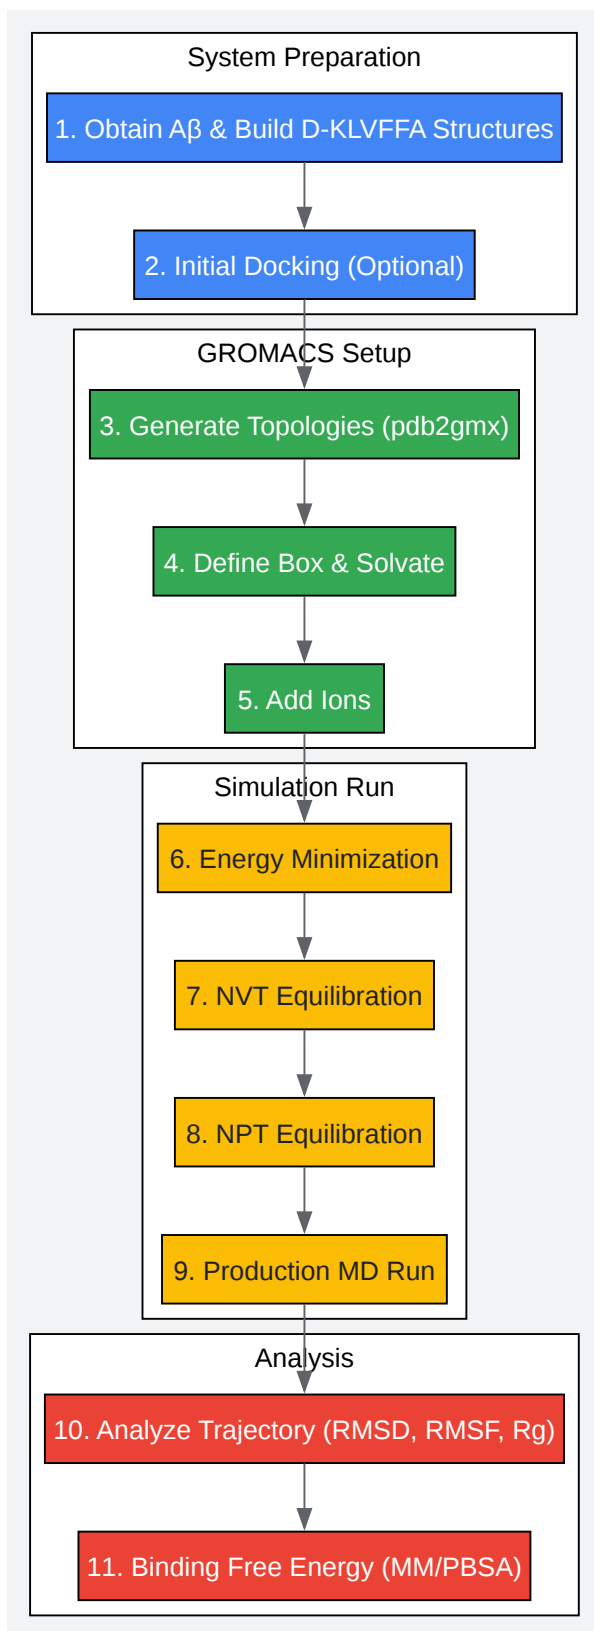 System Preparation
1. Obtain Aβ & Build D-KLVFFA Structures
2. Initial Docking (Optional)
GROMACS Setup
3. Generate Topologies (pdb2gmx)
4. Define Box & Solvate
5. Add Ions
Simulation Run
6. Energy Minimization
7. NVT Equilibration
8. NPT Equilibration
9. Production MD Run
Analysis
10. Analyze Trajectory (RMSD, RMSF, Rg)
11. Binding Free Energy (MM/PBSA)